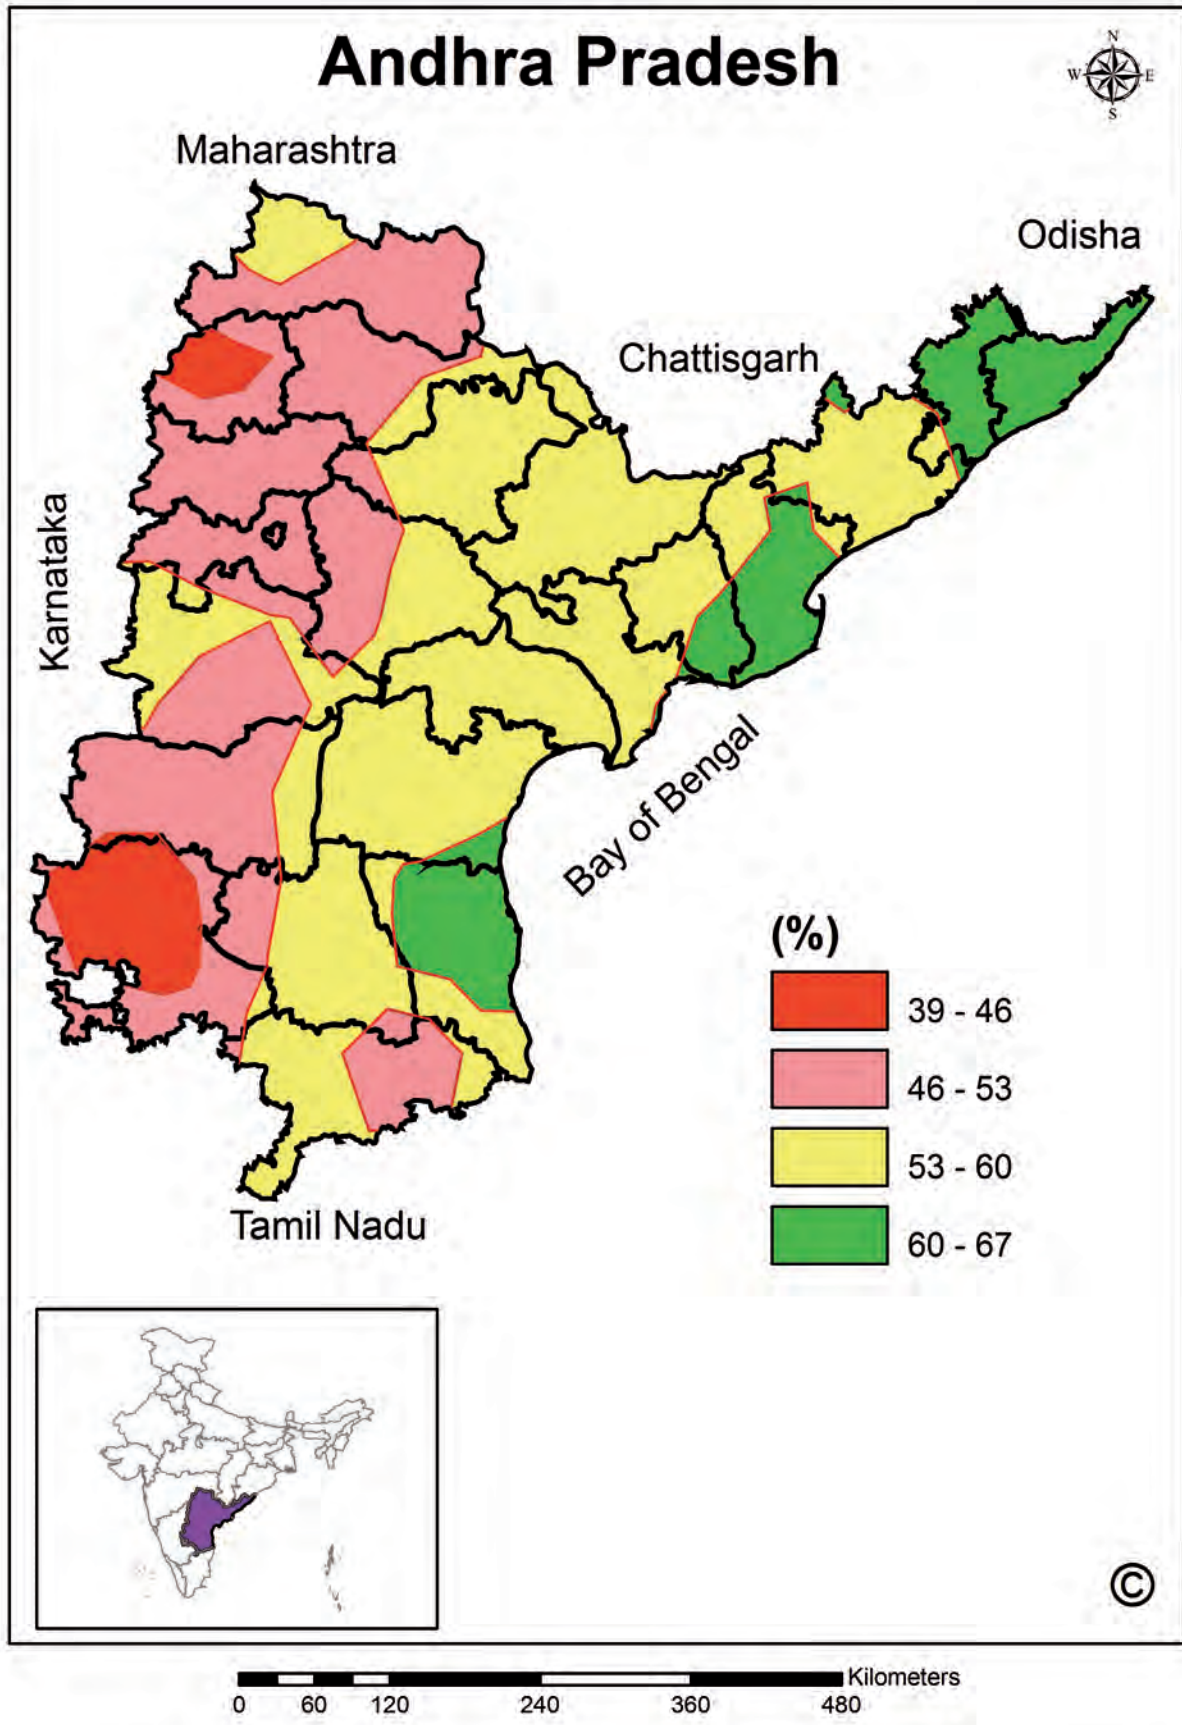 Andhra Pradesh
N
W E
S
Maharashtra
Odisha
Chattisgarh
Karnataka
Bay of Bengal
(%)
39 - 46
46 - 53
53 - 60
60 - 67
Tamil Nadu
©
Kilometers
0 60 120 240 360 480